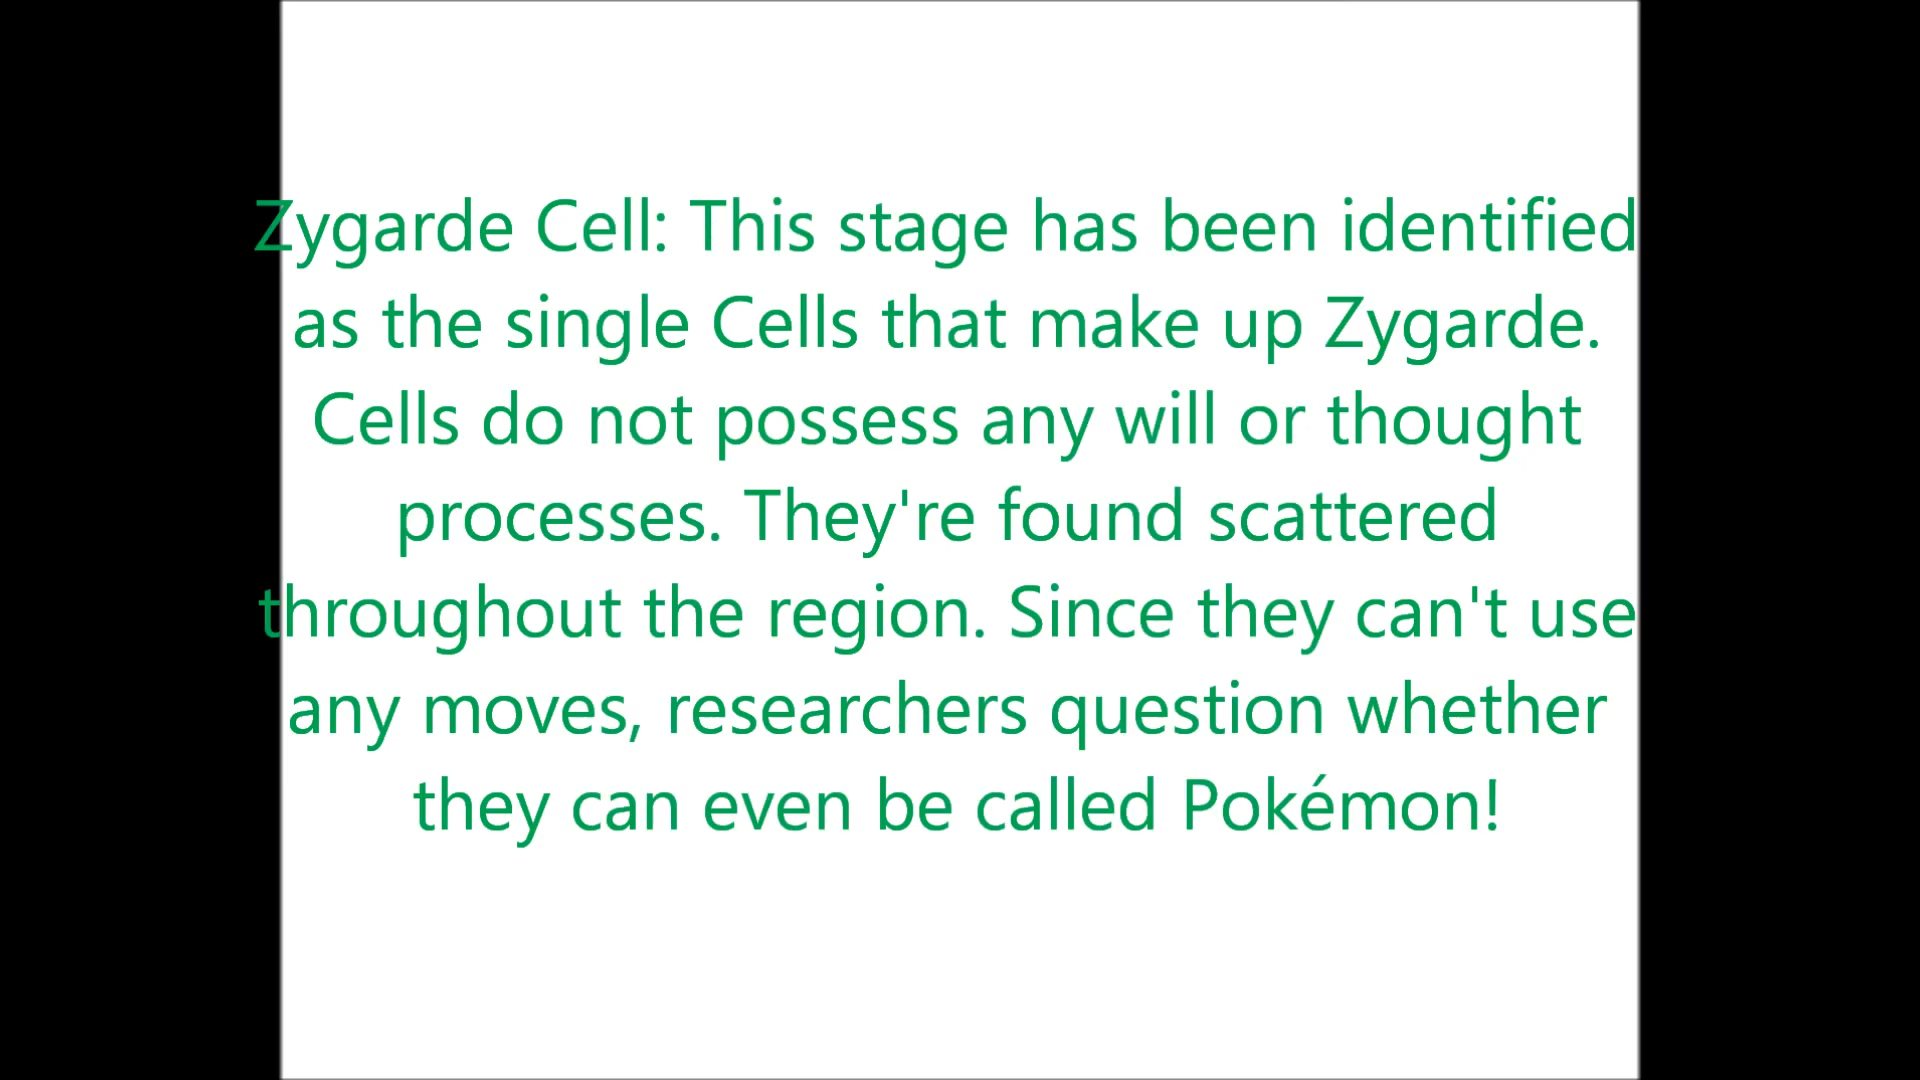 Zygarde Cell: This stage has been identified
as the single Cells that make up Zygarde.
Cells do not possess any will or thought
processes. They're found scattered
throughout the region. Since they can't use
any moves, researchers question whether
they can even be called Pokémon!